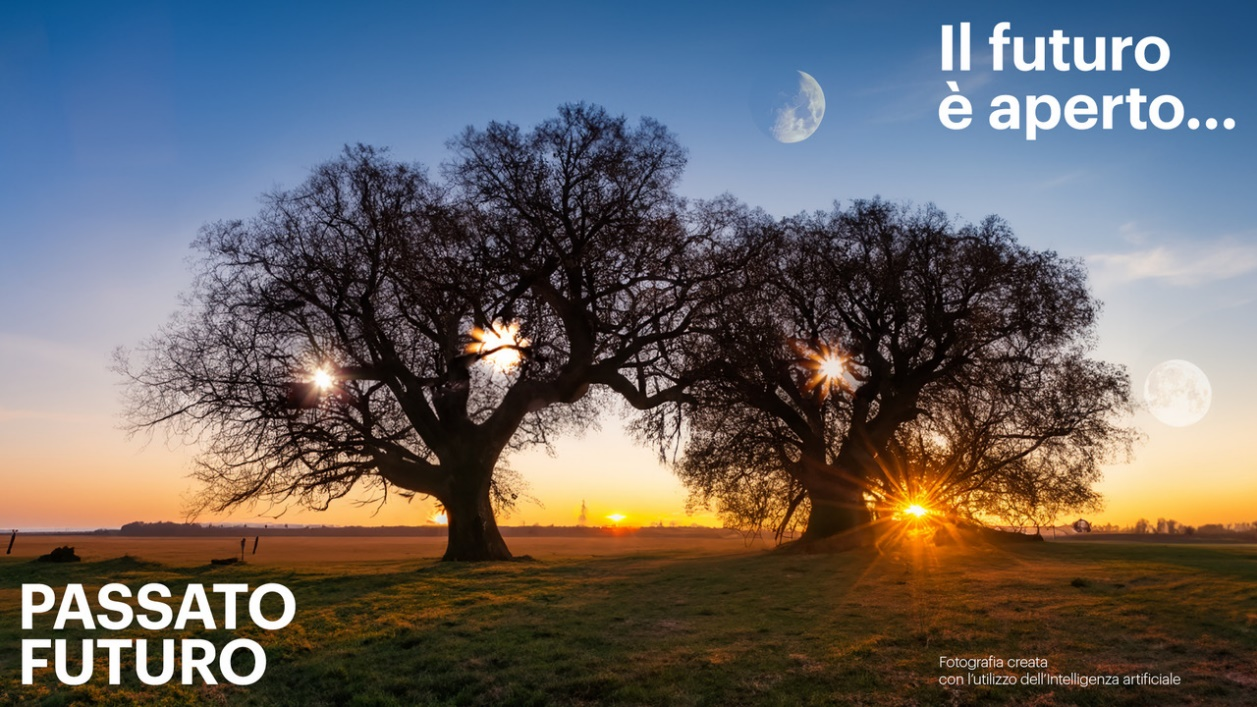 Il futuro
è aperto...
PASSATO
FUTURO
Fotografia creata
con l'utilizzo dell'Intelligenza artificiale